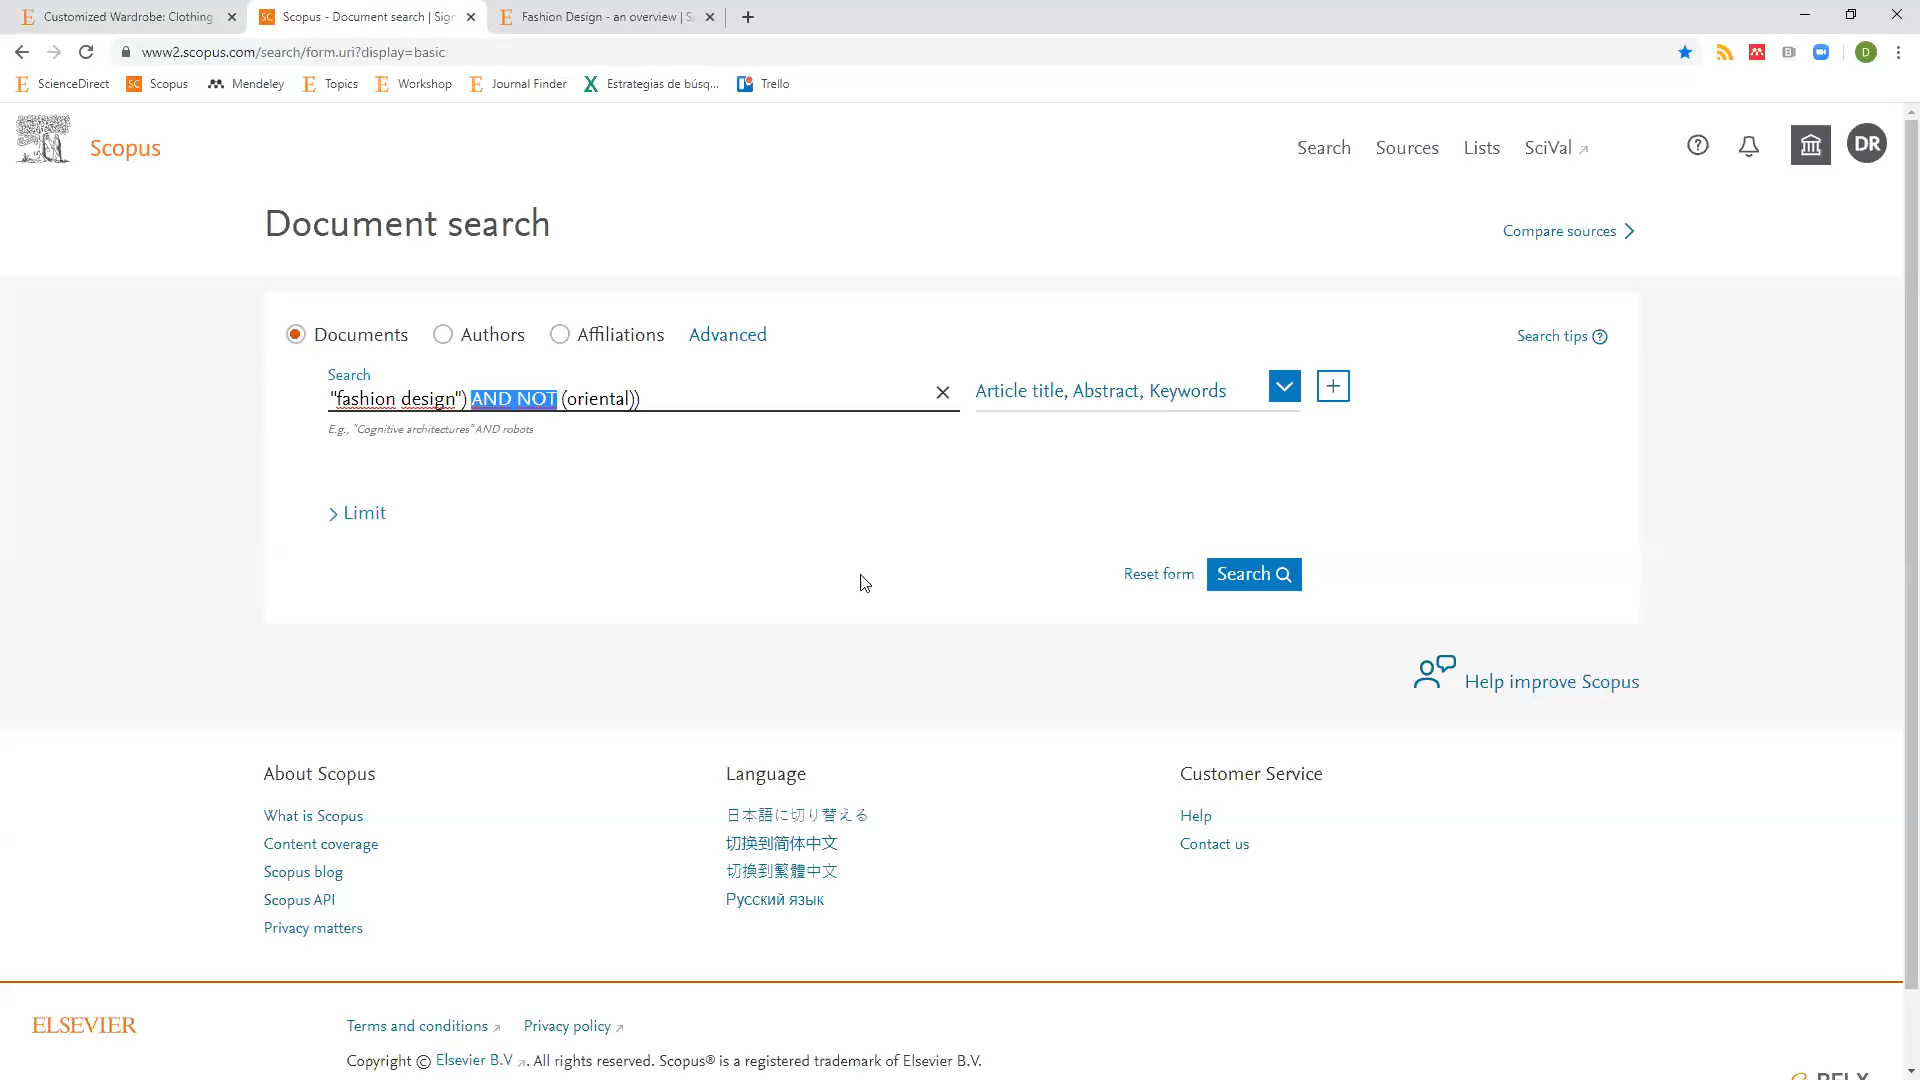 Customized Wardrobe: Clothing
Scopus - Document search | Sign
Fashion Design - an overview | S
www2.scopus.com/search/form.uri?display=basic
D
ScienceDirect
Scopus
Mendeley
Topics
Workshop
Journal Finder
Estrategias de búsq...
Trello
Scopus
Search
Sources
Lists
SciVal
DR
Document search
Compare sources
Documents
Authors
Affiliations
Advanced
Search tips
Search
"fashion design") AND NOT (oriental))
Article title, Abstract, Keywords
E.g., "Cognitive architectures" AND robots
Limit
Reset form
Search
Help improve Scopus
About Scopus
What is Scopus
Content coverage
Scopus blog
Scopus API
Privacy matters
Language
日本語に切り替える
切换到简体中文
切換到繁體中文
Русский язык
Customer Service
Help
Contact us
ELSEVIER
Terms and conditions
Privacy policy
Copyright © Elsevier B.V . All rights reserved. Scopus® is a registered trademark of Elsevier B.V.
RELX